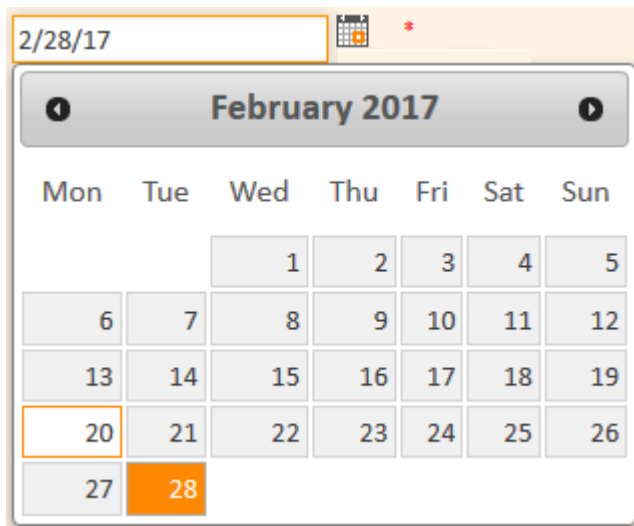 2/28/17 *
February 2017
Mon Tue Wed Thu Fri Sat Sun
1 2 3 4 5
6 7 8 9 10 11 12
13 14 15 16 17 18 19
20 21 22 23 24 25 26
27 28